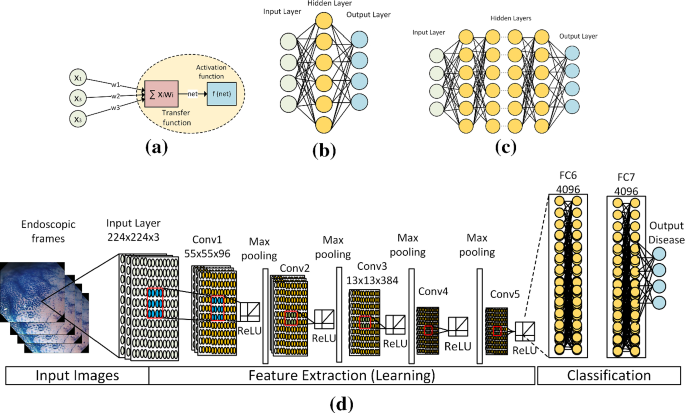 X1
X3
X3
w1
w2
w3
∑ XiWi
Transfer
function
net
Activation
function
f (net)
(a)
Input Layer
Hidden Layer
Output Layer
(b)
Input Layer
Hidden Layers
Output Layer
(c)
Endoscopic
frames
Input Layer
224x224x3
Conv1
55x55x96
ReLU
Max
pooling
Conv2
ReLU
Max
pooling
Conv3
13x13x384
ReLU
Max
pooling
Conv4
ReLU
Max
pooling
Conv5
ReLU
FC6
4096
FC7
4096
Output
Disease
Input Images
Feature Extraction (Learning)
Classification
(d)